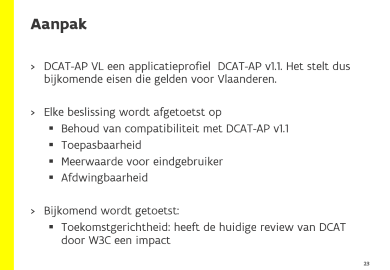 Aanpak
› DCAT-AP VL een applicatieprofiel DCAT-AP v1.1. Het stelt dus
bijkomende eisen die gelden voor Vlaanderen.
› Elke beslissing wordt afgetoetst op
▪ Behoud van compatibiliteit met DCAT-AP v1.1
▪ Toepasbaarheid
▪ Meerwaarde voor eindgebruiker
▪ Afdwingbaarheid
› Bijkomend wordt getoetst:
▪ Toekomstgerichtheid: heeft de huidige review van DCAT
door W3C een impact
23